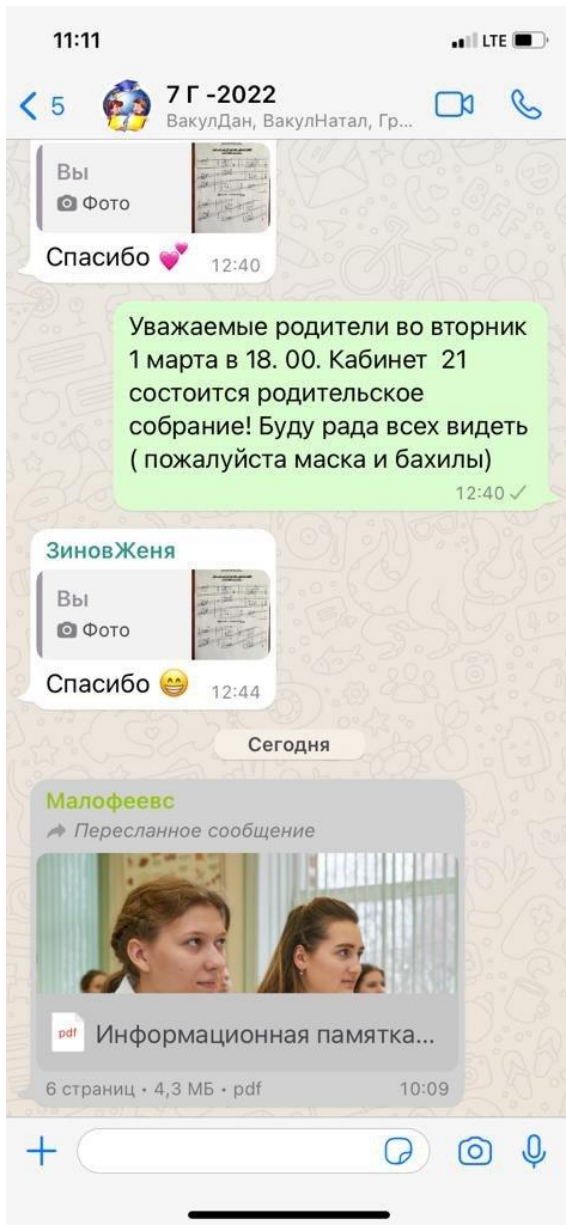 11:11
LTE
5
7 Г -2022
ВакулДан, ВакулНатал, Гр...
Вы
Фото
Спасибо 💕
12:40
Уважаемые родители во вторник
1 марта в 18. 00. Кабинет 21
состоится родительское
собрание! Буду рада всех видеть
( пожалуйста маска и бахилы)
12:40
ЗиновЖеня
Вы
Фото
Спасибо 😁
12:44
Сегодня
Малофеевс
Пересланное сообщение
pdf
Информационная памятка...
6 страниц • 4,3 МБ • pdf
10:09